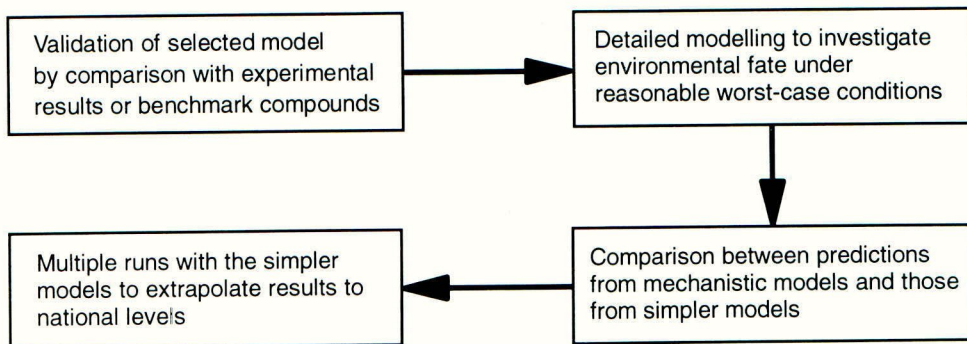 Validation of selected model
by comparison with experimental
results or benchmark compounds
Detailed modelling to investigate
environmental fate under
reasonable worst-case conditions
Comparison between predictions
from mechanistic models and those
from simpler models
Multiple runs with the simpler
models to extrapolate results to
national levels